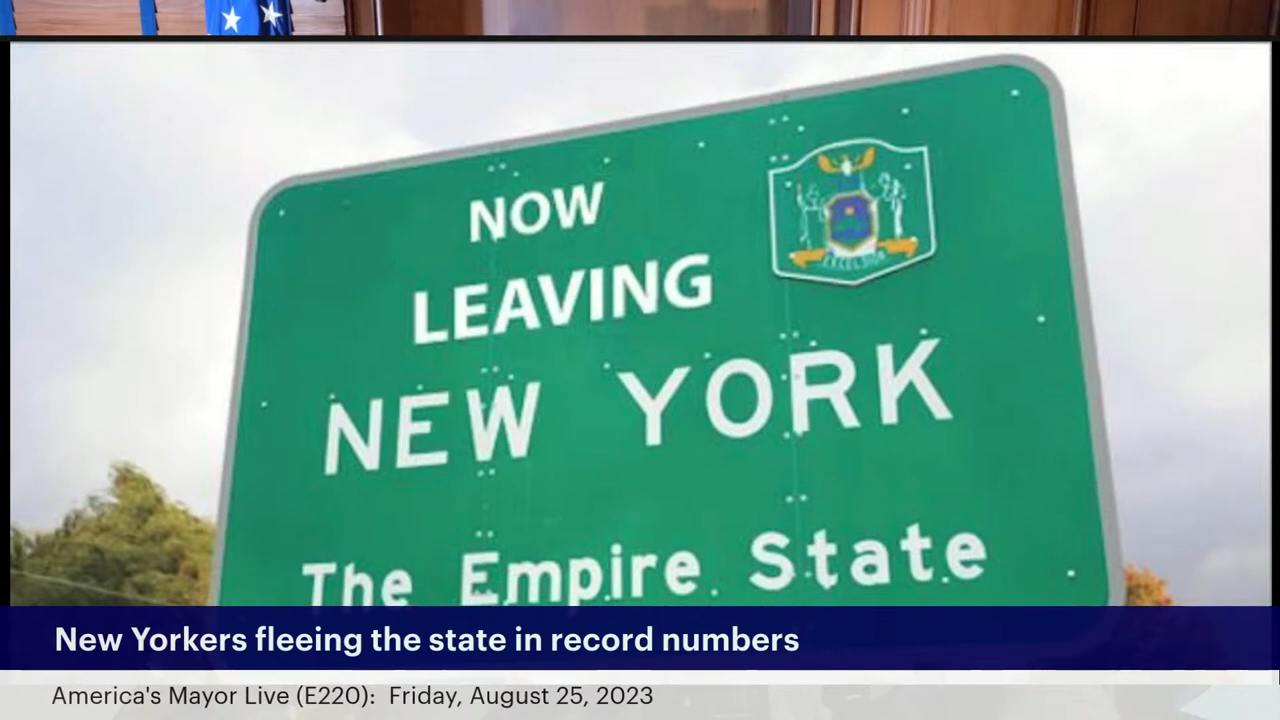 NOW
LEAVING
NEW YORK
EXCELSIOR
The Empire State
New Yorkers fleeing the state in record numbers
America's Mayor Live (E220): Friday, August 25, 2023